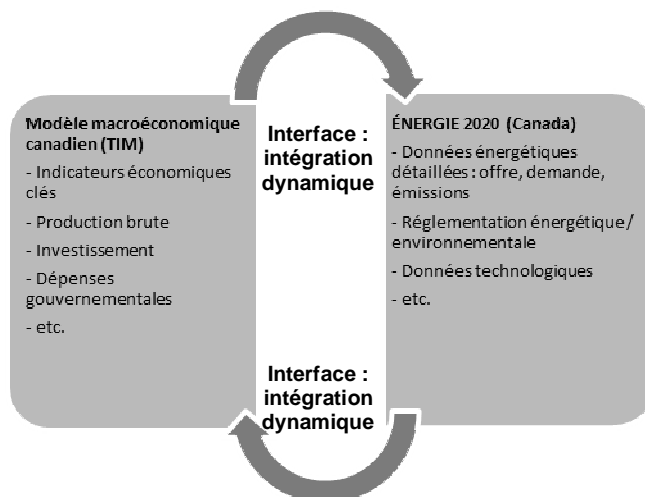 Modèle macroéconomique
canadien (TIM)
- Indicateurs économiques
clés
- Production brute
- Investissement
- Dépenses
gouvernementales
- etc.
Interface :
intégration
dynamique
ÉNERGIE 2020 (Canada)
- Données énergétiques
détaillées : offre, demande,
émissions
- Réglementation énergétique /
environnementale
- Données technologiques
- etc.
Interface :
intégration
dynamique